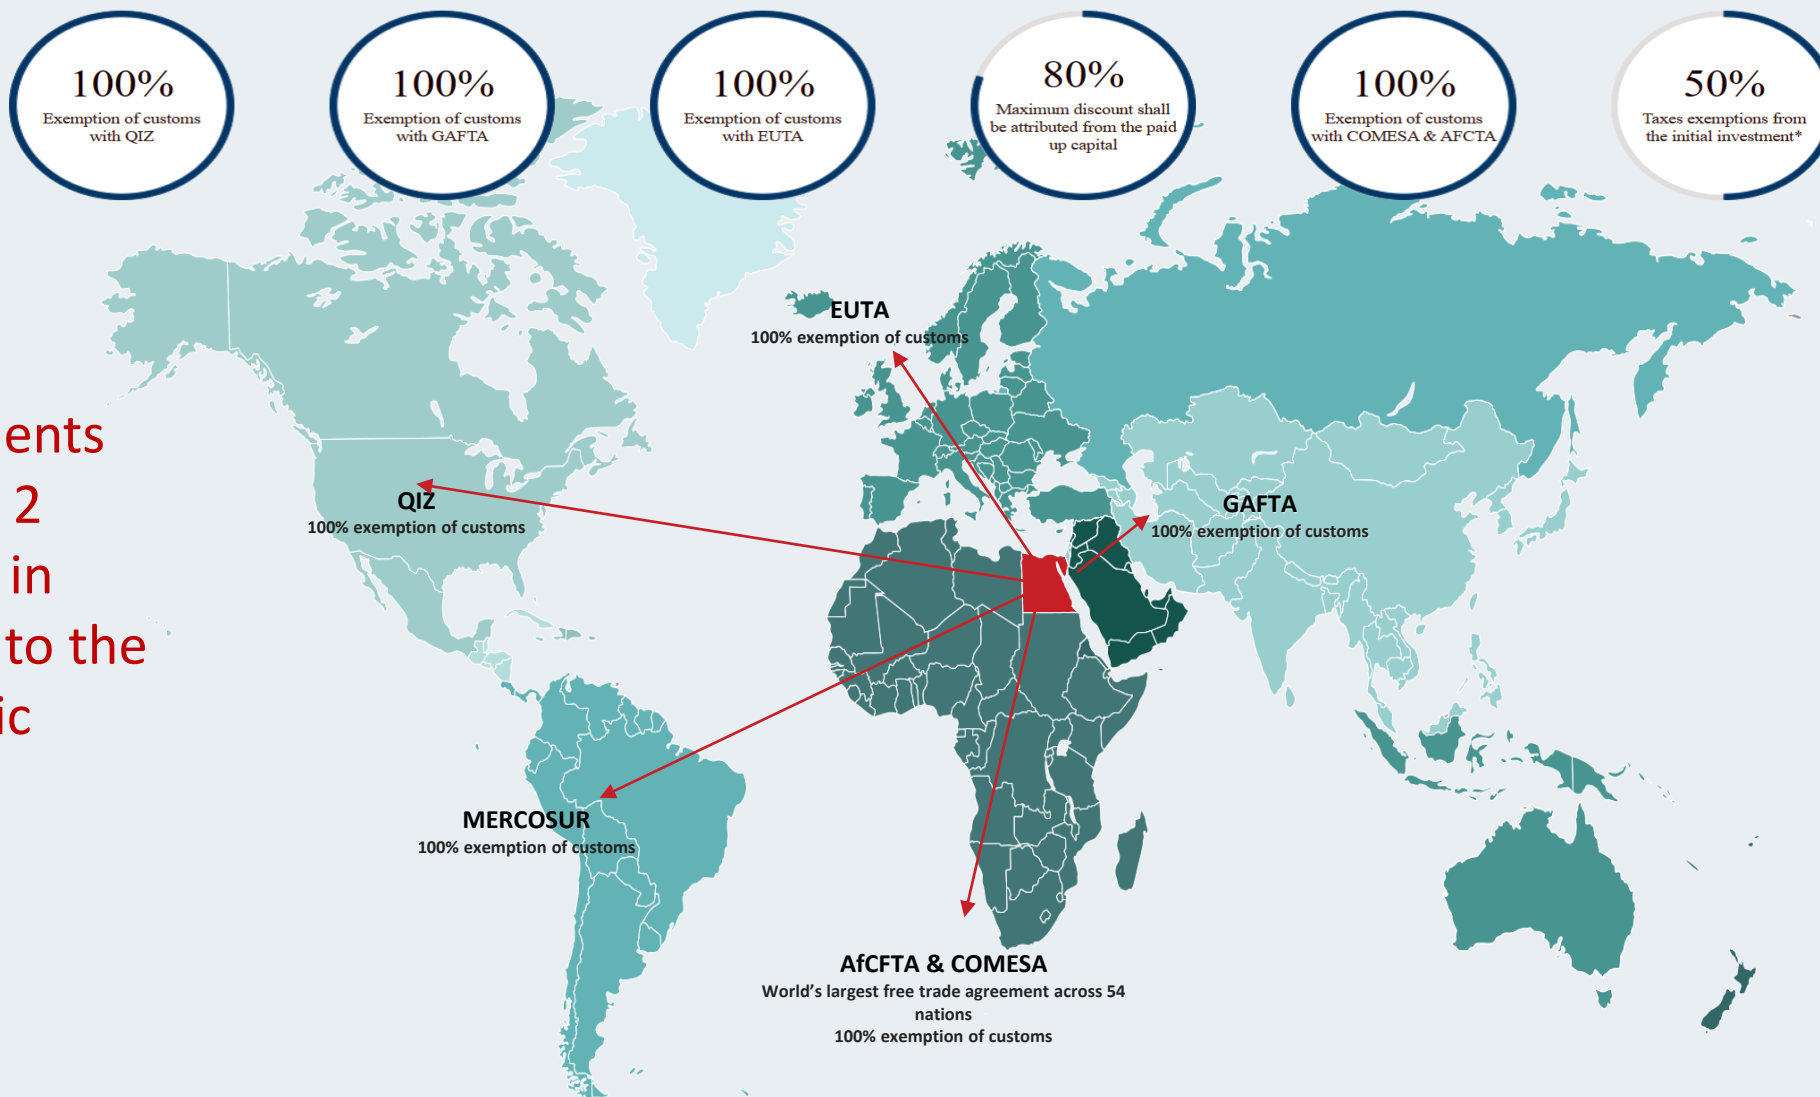 100%
Exemption of customs
with QIZ
100%
Exemption of customs
with GAFTA
100%
Exemption of customs
with EUTA
80%
Maximum discount shall
be attributed from the paid
up capital
100%
Exemption of customs
with COMESA & AFCTA
50%
Taxes exemptions from
the initial investment*
ents
2
in
to the
ic
EUTA
100% exemption of customs
QIZ
100% exemption of customs
GAFTA
100% exemption of customs
MERCOSUR
100% exemption of customs
AfCFTA & COMESA
World’s largest free trade agreement across 54
nations
100% exemption of customs